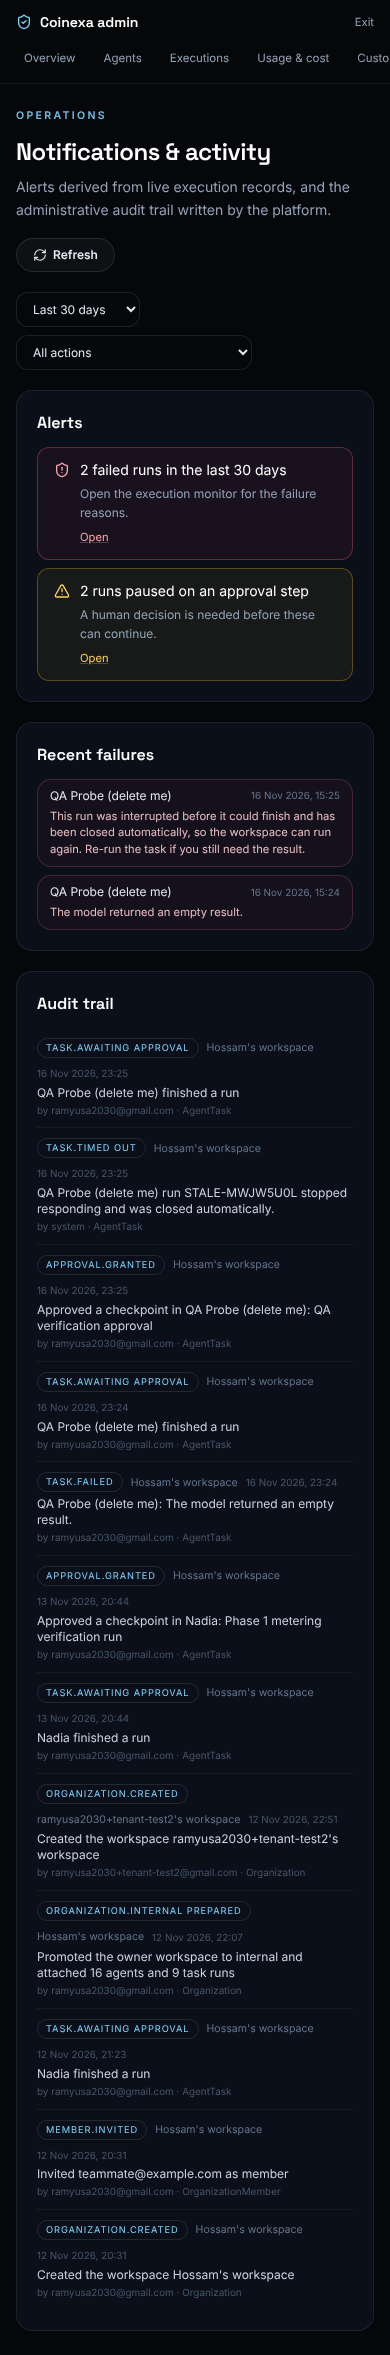 Coinexa admin
Exit
Overview Agents Executions Usage & cost Custo
OPERATIONS
Notifications & activity
Alerts derived from live execution records, and the
administrative audit trail written by the platform.
Refresh
Last 30 days
All actions
Alerts
2 failed runs in the last 30 days
Open the execution monitor for the failure
reasons.
Open
2 runs paused on an approval step
A human decision is needed before these
can continue.
Open
Recent failures
QA Probe (delete me) 16 Nov 2026, 15:25
This run was interrupted before it could finish and has
been closed automatically, so the workspace can run
again. Re-run the task if you still need the result.
QA Probe (delete me) 16 Nov 2026, 15:24
The model returned an empty result.
Audit trail
TASK.AWAITING APPROVAL Hossam's workspace
16 Nov 2026, 23:25
QA Probe (delete me) finished a run
by ramyusa2030@gmail.com · AgentTask
TASK.TIMED OUT Hossam's workspace
16 Nov 2026, 23:25
QA Probe (delete me) run STALE-MWJW5U0L stopped
responding and was closed automatically.
by system · AgentTask
APPROVAL.GRANTED Hossam's workspace
16 Nov 2026, 23:25
Approved a checkpoint in QA Probe (delete me): QA
verification approval
by ramyusa2030@gmail.com · AgentTask
TASK.AWAITING APPROVAL Hossam's workspace
16 Nov 2026, 23:24
QA Probe (delete me) finished a run
by ramyusa2030@gmail.com · AgentTask
TASK.FAILED Hossam's workspace 16 Nov 2026, 23:24
QA Probe (delete me): The model returned an empty
result.
by ramyusa2030@gmail.com · AgentTask
APPROVAL.GRANTED Hossam's workspace
13 Nov 2026, 20:44
Approved a checkpoint in Nadia: Phase 1 metering
verification run
by ramyusa2030@gmail.com · AgentTask
TASK.AWAITING APPROVAL Hossam's workspace
13 Nov 2026, 20:44
Nadia finished a run
by ramyusa2030@gmail.com · AgentTask
ORGANIZATION.CREATED
ramyusa2030+tenant-test2's workspace 12 Nov 2026, 22:51
Created the workspace ramyusa2030+tenant-test2's
workspace
by ramyusa2030+tenant-test2@gmail.com · Organization
ORGANIZATION.INTERNAL PREPARED
Hossam's workspace 12 Nov 2026, 22:07
Promoted the owner workspace to internal and
attached 16 agents and 9 task runs
by ramyusa2030@gmail.com · Organization
TASK.AWAITING APPROVAL Hossam's workspace
12 Nov 2026, 21:23
Nadia finished a run
by ramyusa2030@gmail.com · AgentTask
MEMBER.INVITED Hossam's workspace
12 Nov 2026, 20:31
Invited teammate@example.com as member
by ramyusa2030@gmail.com · OrganizationMember
ORGANIZATION.CREATED Hossam's workspace
12 Nov 2026, 20:31
Created the workspace Hossam's workspace
by ramyusa2030@gmail.com · Organization